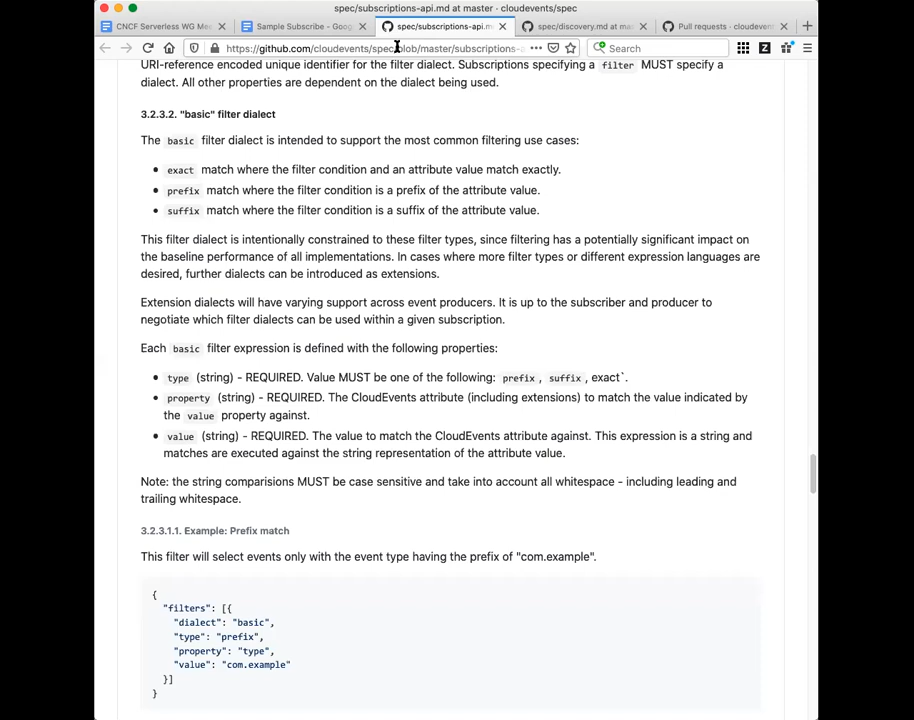 spec/subscriptions-api.md at master · cloudevents/spec
CNCF Serverless WG Me
Sample Subscribe - Goog
spec/subscriptions-api.m
spec/discovery.md at mas
Pull requests · cloudeven
https://github.com/cloudevents/spec/blob/master/subscriptions-a
Search
URI-reference encoded unique identifier for the filter dialect. Subscriptions specifying a filter MUST specify a
dialect. All other properties are dependent on the dialect being used.
3.2.3.2. "basic" filter dialect
The basic filter dialect is intended to support the most common filtering use cases:
• exact match where the filter condition and an attribute value match exactly.
• prefix match where the filter condition is a prefix of the attribute value.
• suffix match where the filter condition is a suffix of the attribute value.
This filter dialect is intentionally constrained to these filter types, since filtering has a potentially significant impact on
the baseline performance of all implementations. In cases where more filter types or different expression languages are
desired, further dialects can be introduced as extensions.
Extension dialects will have varying support across event producers. It is up to the subscriber and producer to
negotiate which filter dialects can be used within a given subscription.
Each basic filter expression is defined with the following properties:
• type (string) - REQUIRED. Value MUST be one of the following: prefix, suffix, exact`.
• property (string) - REQUIRED. The CloudEvents attribute (including extensions) to match the value indicated by
the value property against.
• value (string) - REQUIRED. The value to match the CloudEvents attribute against. This expression is a string and
matches are executed against the string representation of the attribute value.
Note: the string comparisions MUST be case sensitive and take into account all whitespace - including leading and
trailing whitespace.
3.2.3.1.1. Example: Prefix match
This filter will select events only with the event type having the prefix of "com.example".
{
"filters": [{
"dialect": "basic",
"type": "prefix",
"property": "type",
"value": "com.example"
}]
}